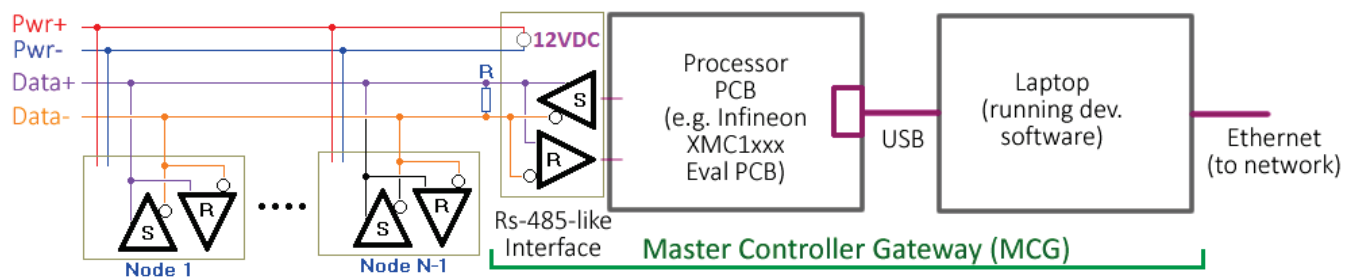 Pwr+
Pwr-
Data+
Data-
S
R
Node 1
S
R
Node N-1
R
12VDC
S
R
Rs-485-like
Interface
Processor
PCB
(e.g. Infineon
XMC1xxx
Eval PCB)
USB
Laptop
(running dev.
software)
Ethernet
(to network)
Master Controller Gateway (MCG)